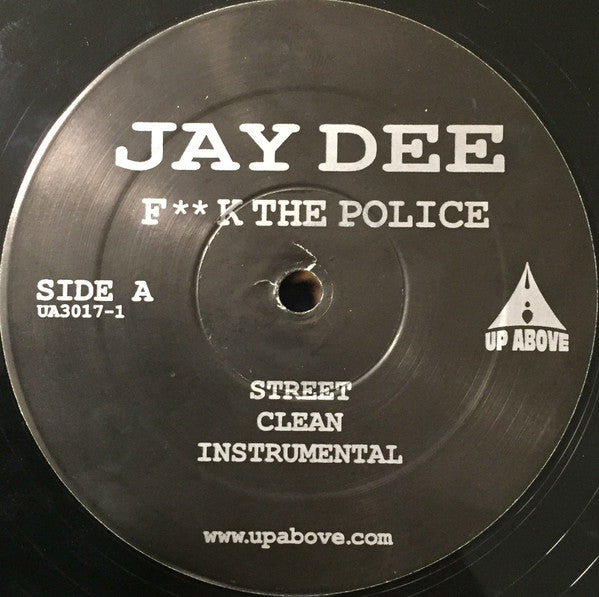 JAY DEE
F** K THE POLICE
SIDE A
UA3017-1
UP ABOVE
STREET
CLEAN
INSTRUMENTAL
www.upabove.com